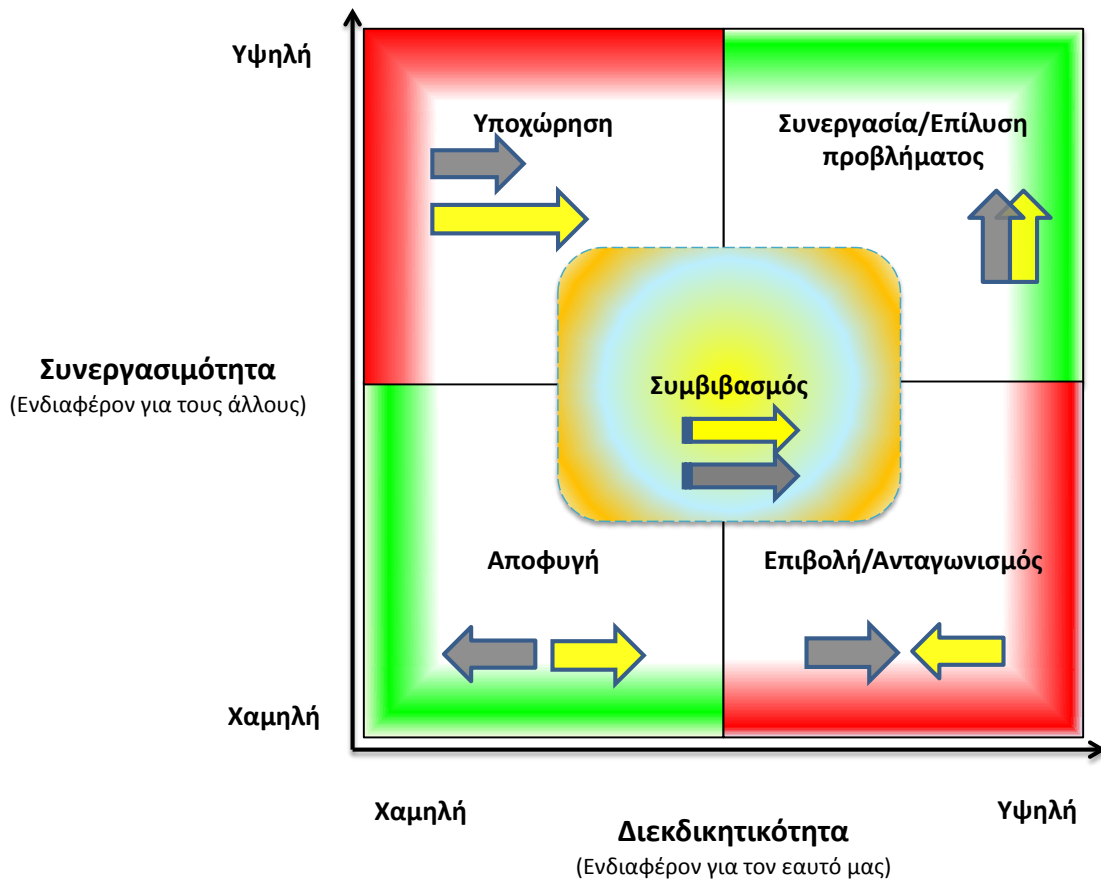 Υψηλή
Υποχώρηση
Συνεργασία/Επίλυση
προβλήματος
Συνεργασιμότητα
(Ενδιαφέρον για τους άλλους)
Συμβιβασμός
Αποφυγή
Επιβολή/Ανταγωνισμός
Χαμηλή
Χαμηλή
Υψηλή
Διεκδικητικότητα
(Ενδιαφέρον για τον εαυτό μας)